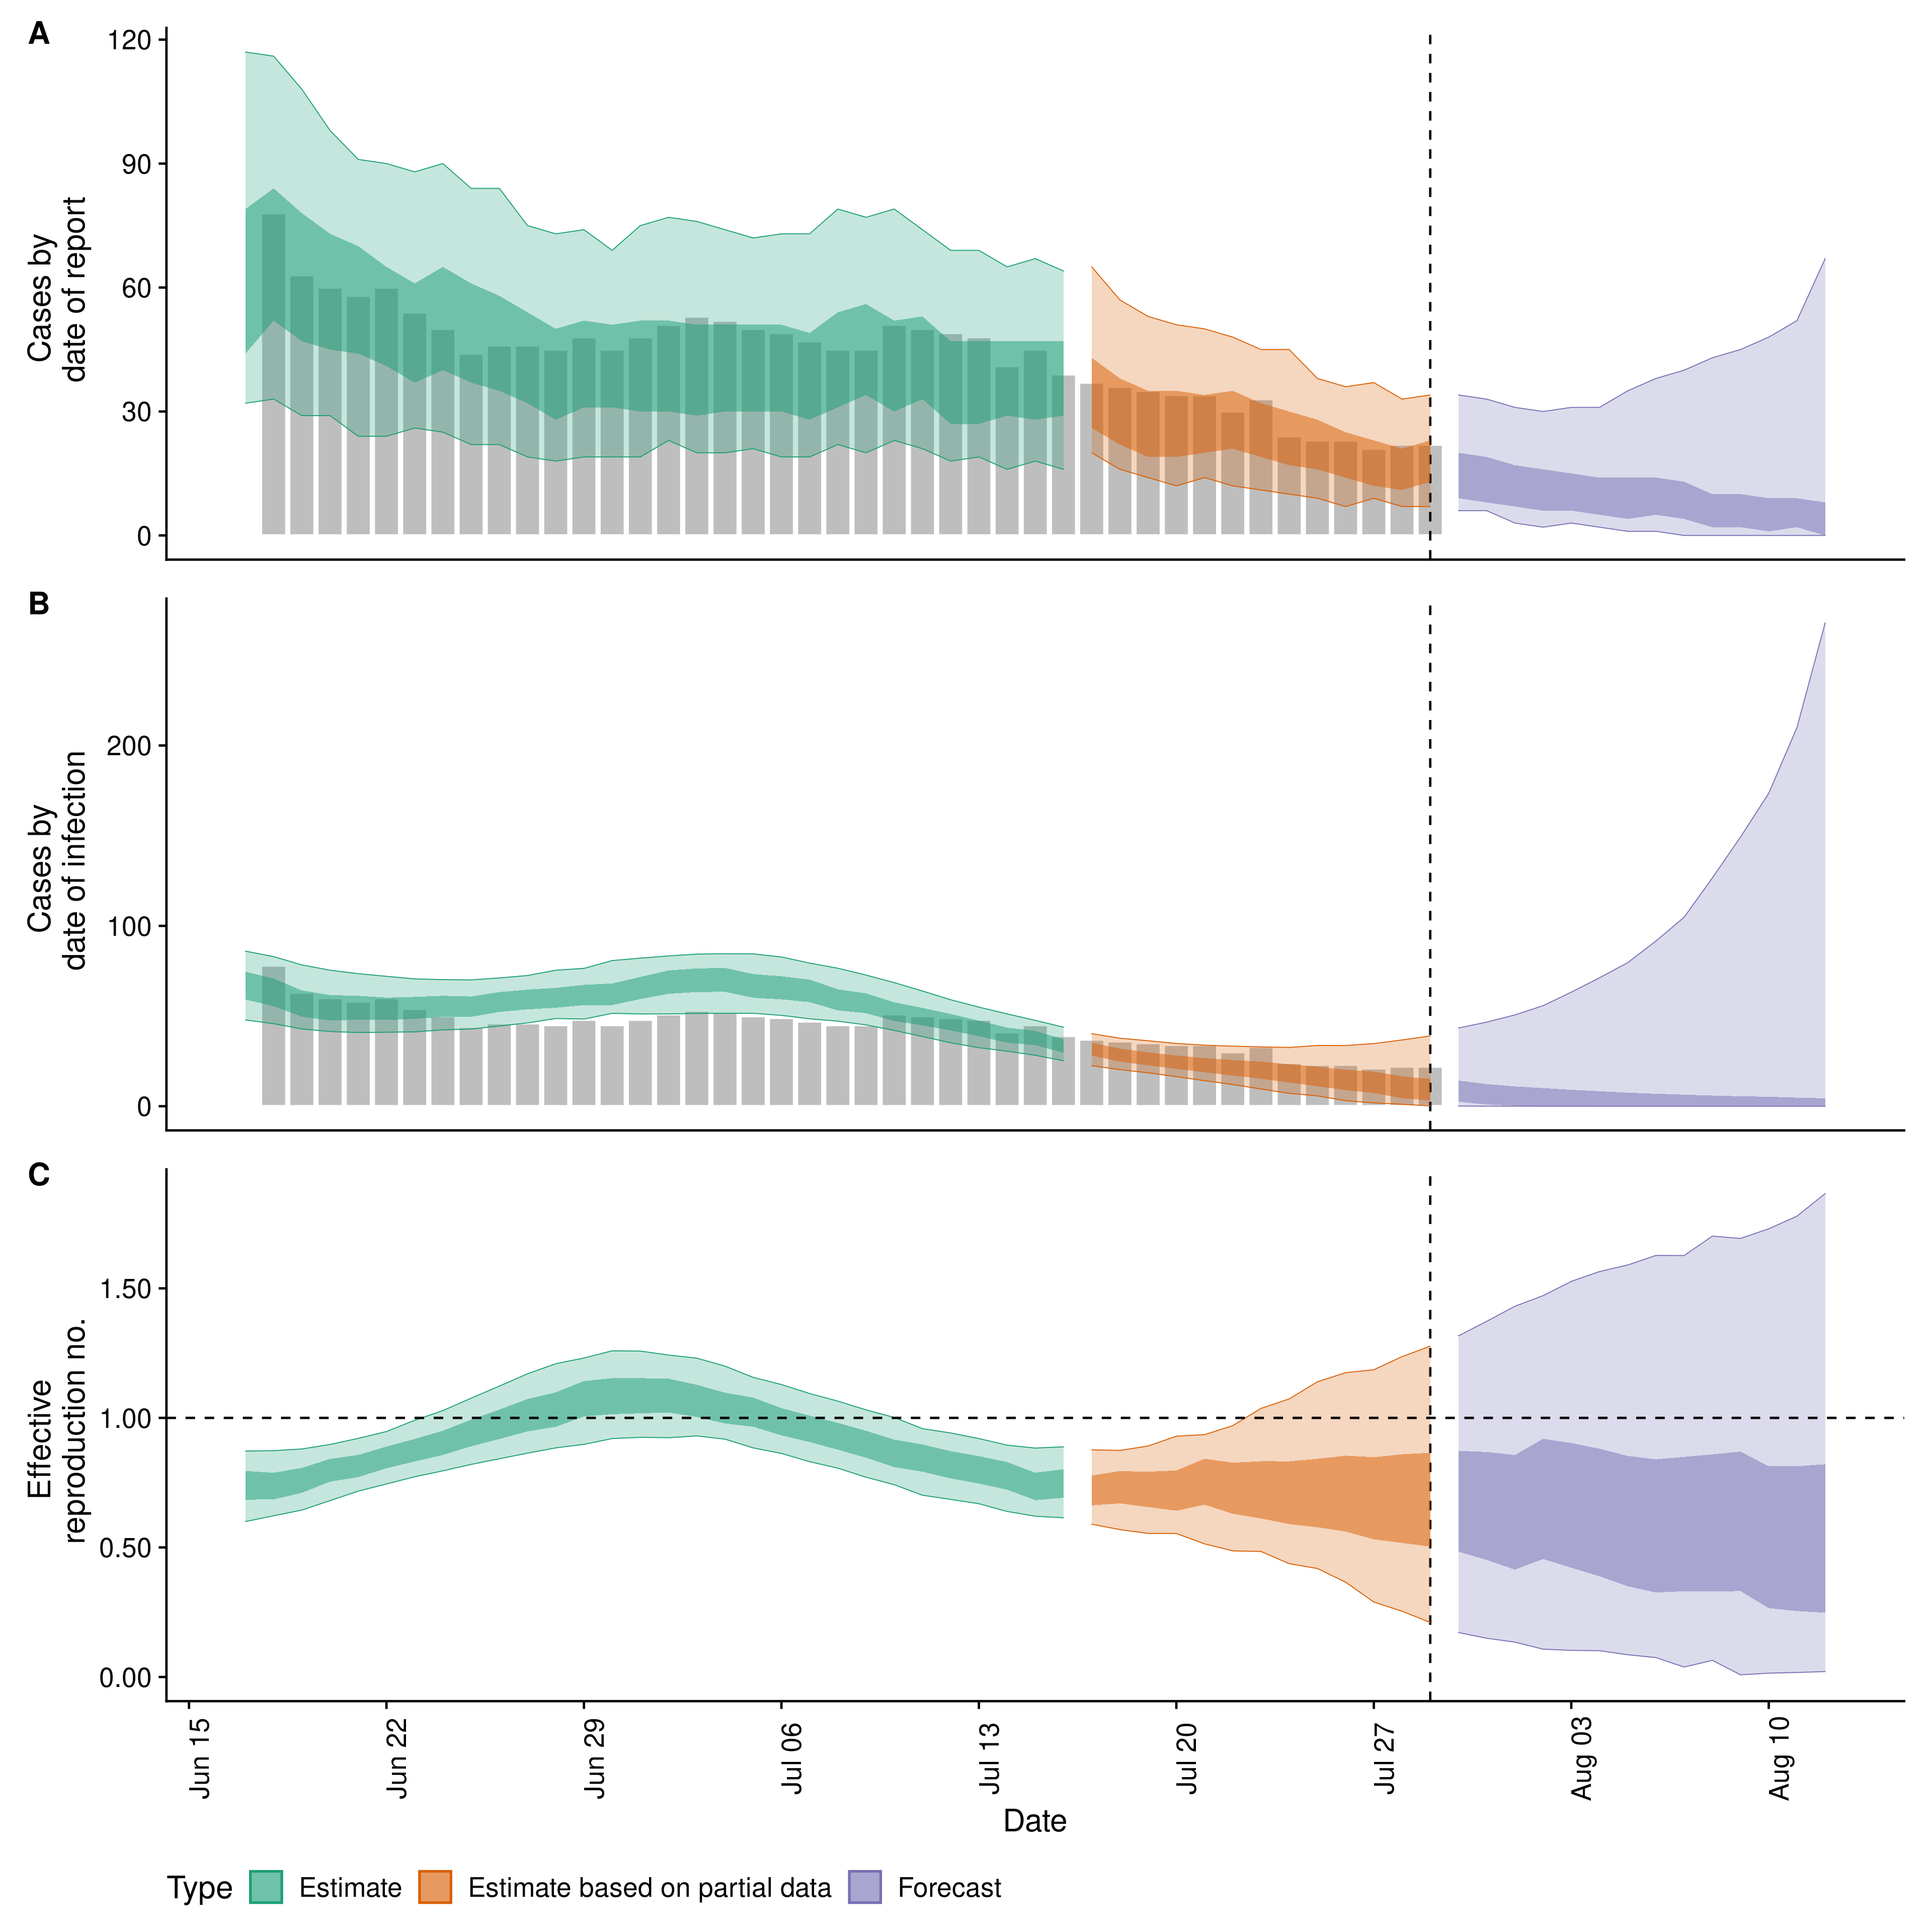 A
120
90
60
30
0
Cases by
date of report
B
200
100
0
Cases by
date of infection
C
1.50
1.00
0.50
0.00
Effective
reproduction no.
Jun 15
Jun 22
Jun 29
Jul 06
Jul 13
Jul 20
Jul 27
Aug 03
Aug 10
Date
Type Estimate Estimate based on partial data Forecast